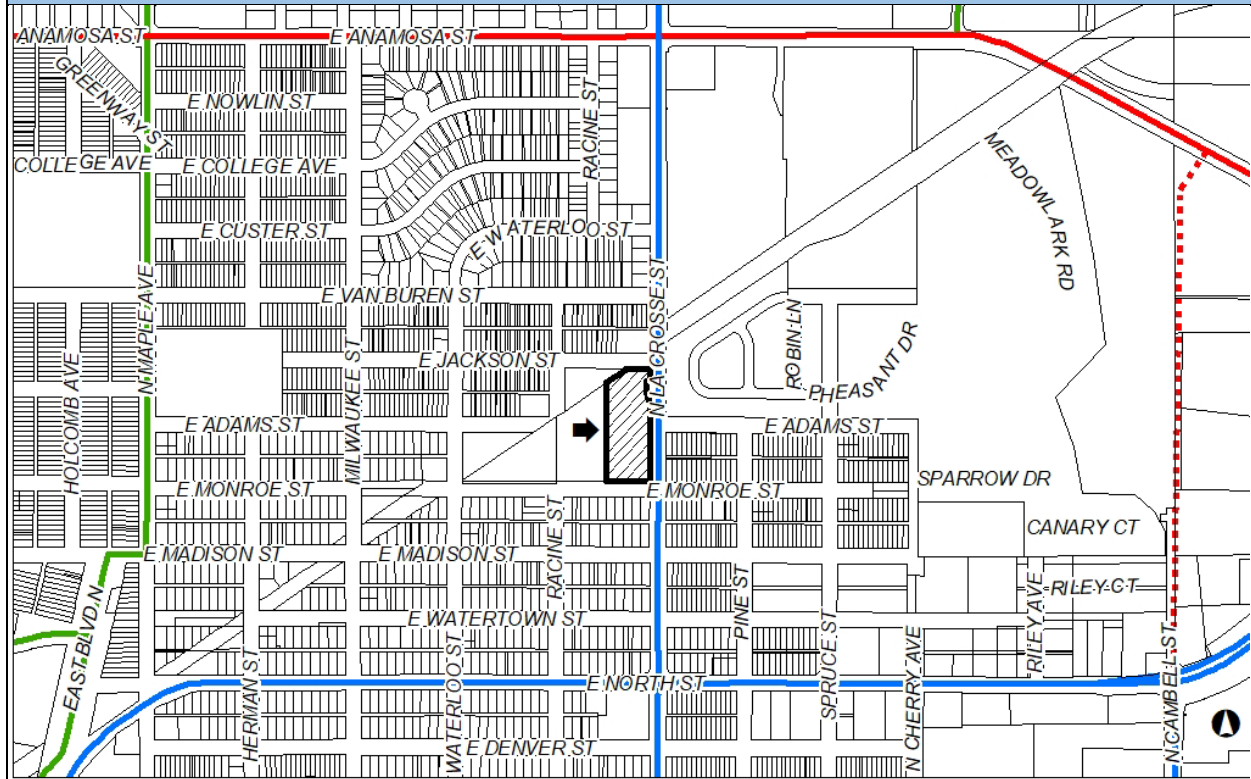 ANAMOSA ST
E ANAMOSA ST
GREENWAY ST
E NOWLIN ST
RACINE ST
COLLEGE AVE
E COLLEGE AVE
MEADOWLARK RD
E CUSTER ST
E WATERLOO ST
N MAPLE AVE
E VAN BUREN ST
N LA CROSSE ST
ROBIN LN
PHEASANT DR
HOLCOMB AVE
MILWAUKEE ST
E JACKSON ST
E ADAMS ST
E ADAMS ST
E MONROE ST
E MONROE ST
SPARROW DR
RACINE ST
CANARY CT
E MADISON ST
E MADISON ST
PINE ST
RILEY AVE
RILEY CT
E WATERTOWN ST
EAST BLVD N
HERMAN ST
WATERLOO ST
E NORTH ST
SPRUCE ST
N CHERRY AVE
N CAMBELL ST
E DENVER ST